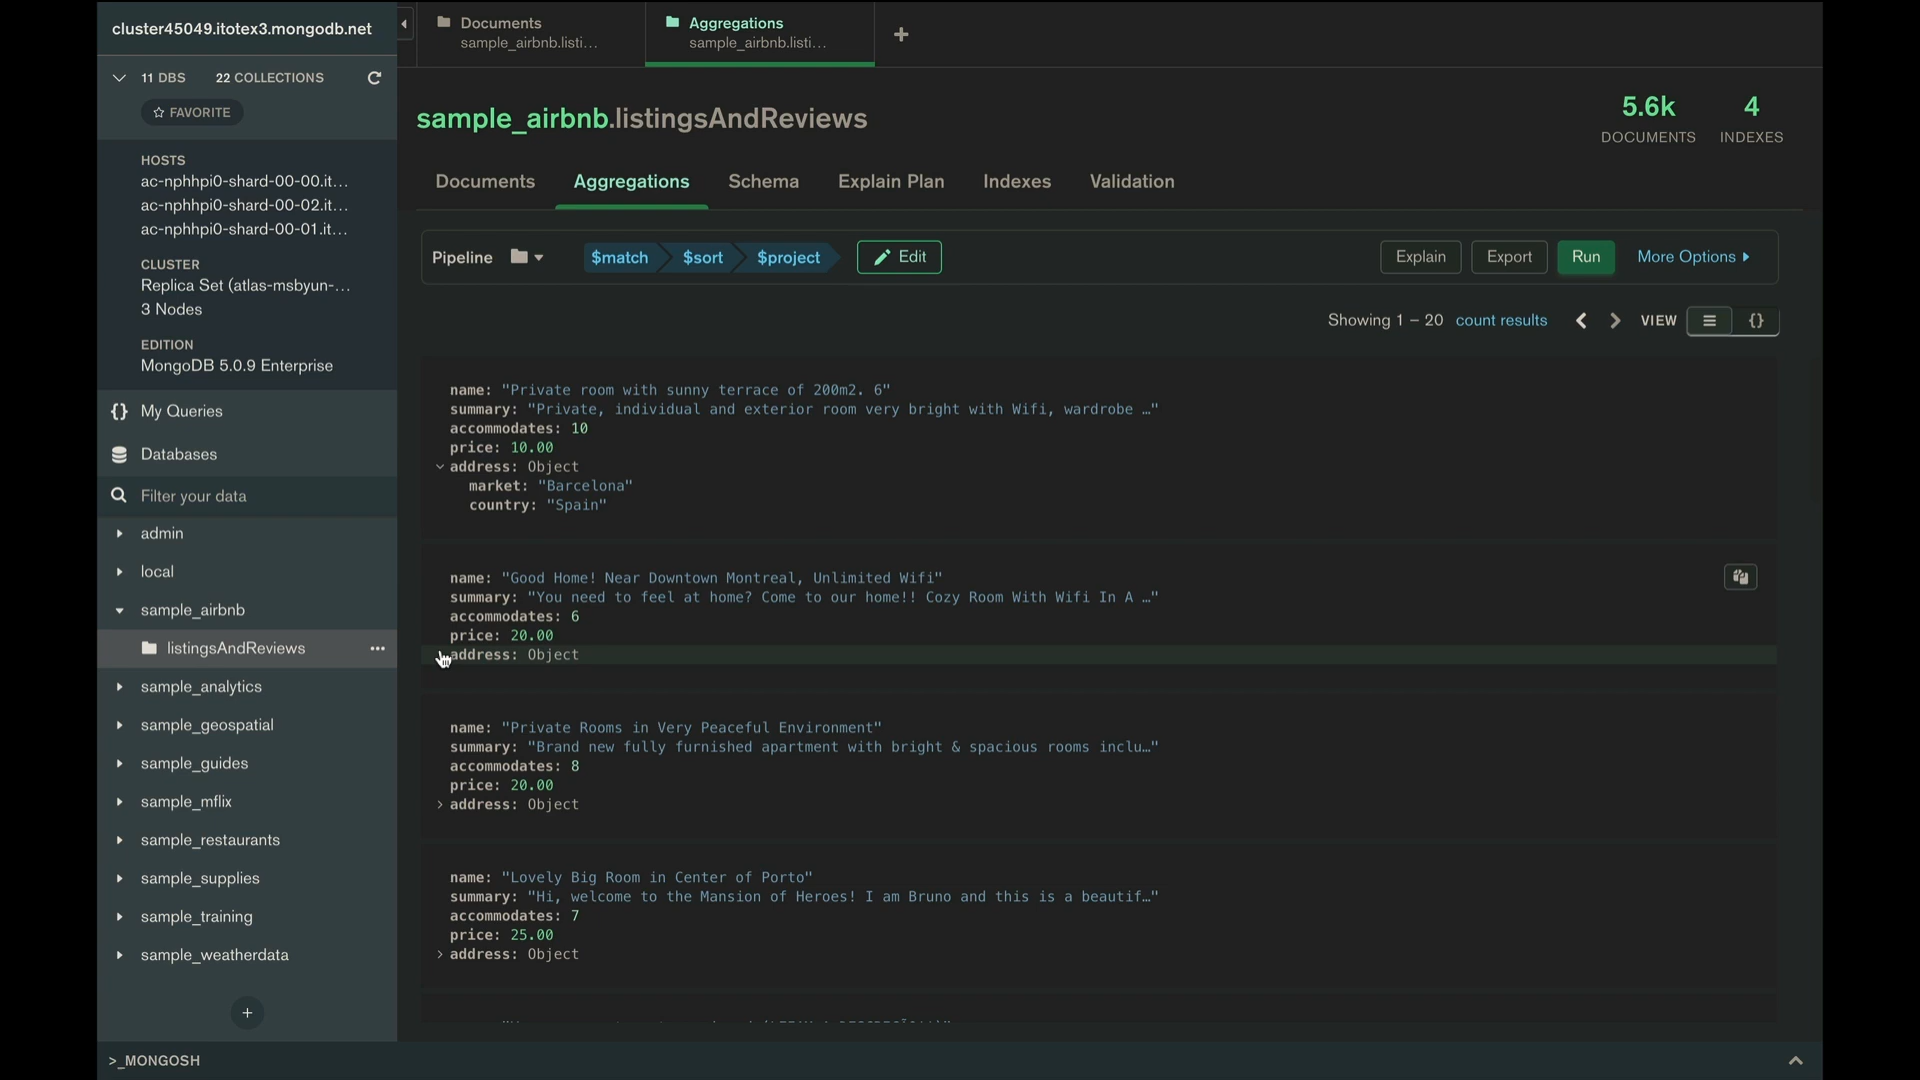 cluster45049.itotex3.mongodb.net
11 DBS 22 COLLECTIONS
FAVORITE
HOSTS
ac-nphhpi0-shard-00-00.it...
ac-nphhpi0-shard-00-02.it...
ac-nphhpi0-shard-00-01.it...
CLUSTER
Replica Set (atlas-msbyun-...
3 Nodes
EDITION
MongoDB 5.0.9 Enterprise
{} My Queries
Databases
Filter your data
admin
local
sample_airbnb
listingsAndReviews ...
sample_analytics
sample_geospatial
sample_guides
sample_mflix
sample_restaurants
sample_supplies
sample_training
sample_weatherdata
+
>_MONGOSH
Documents
sample_airbnb.listi...
Aggregations
sample_airbnb.listi...
+
sample_airbnb.listingsAndReviews
5.6k
DOCUMENTS
4
INDEXES
Documents Aggregations Schema Explain Plan Indexes Validation
Pipeline $match $sort $project Edit Explain Export Run More Options
Showing 1 – 20 count results VIEW {}
name: "Private room with sunny terrace of 200m2. 6"
summary: "Private, individual and exterior room very bright with Wifi, wardrobe …"
accommodates: 10
price: 10.00
address: Object
market: "Barcelona"
country: "Spain"
name: "Good Home! Near Downtown Montreal, Unlimited Wifi"
summary: "You need to feel at home? Come to our home!! Cozy Room With Wifi In A …"
accommodates: 6
price: 20.00
address: Object
name: "Private Rooms in Very Peaceful Environment"
summary: "Brand new fully furnished apartment with bright & spacious rooms inclu…"
accommodates: 8
price: 20.00
> address: Object
name: "Lovely Big Room in Center of Porto"
summary: "Hi, welcome to the Mansion of Heroes! I am Bruno and this is a beautif…"
accommodates: 7
price: 25.00
> address: Object